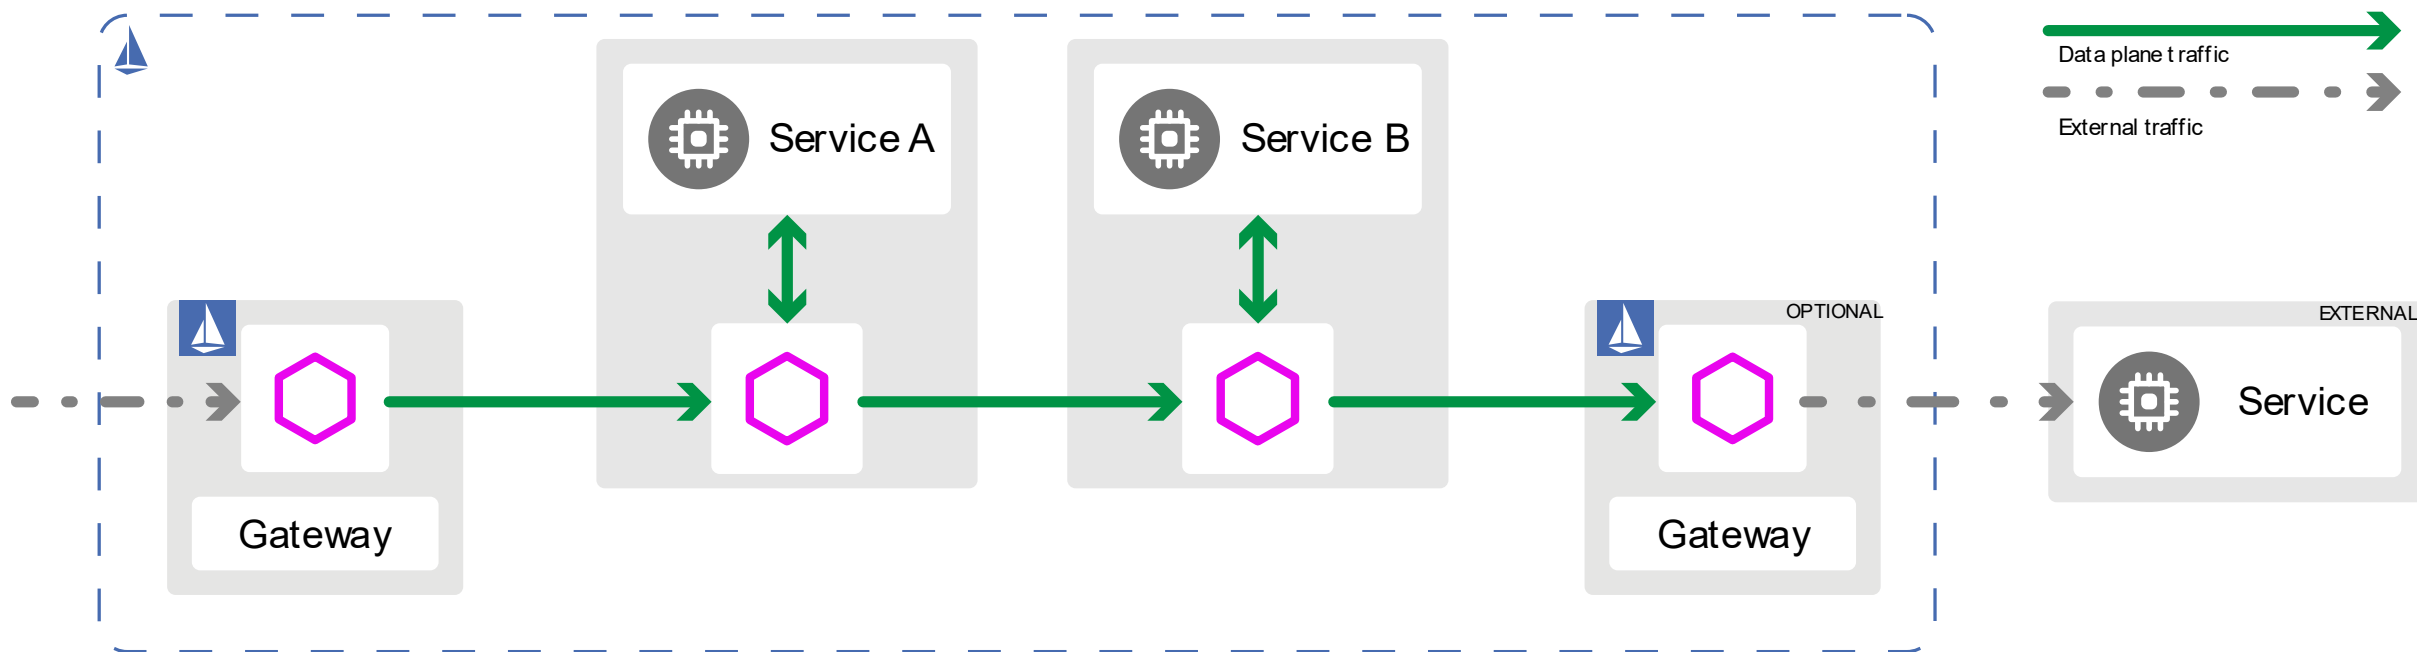 Data plane traffic
External traffic
Service A
Service B
OPTIONAL
EXTERNAL
Service
Gateway
Gateway